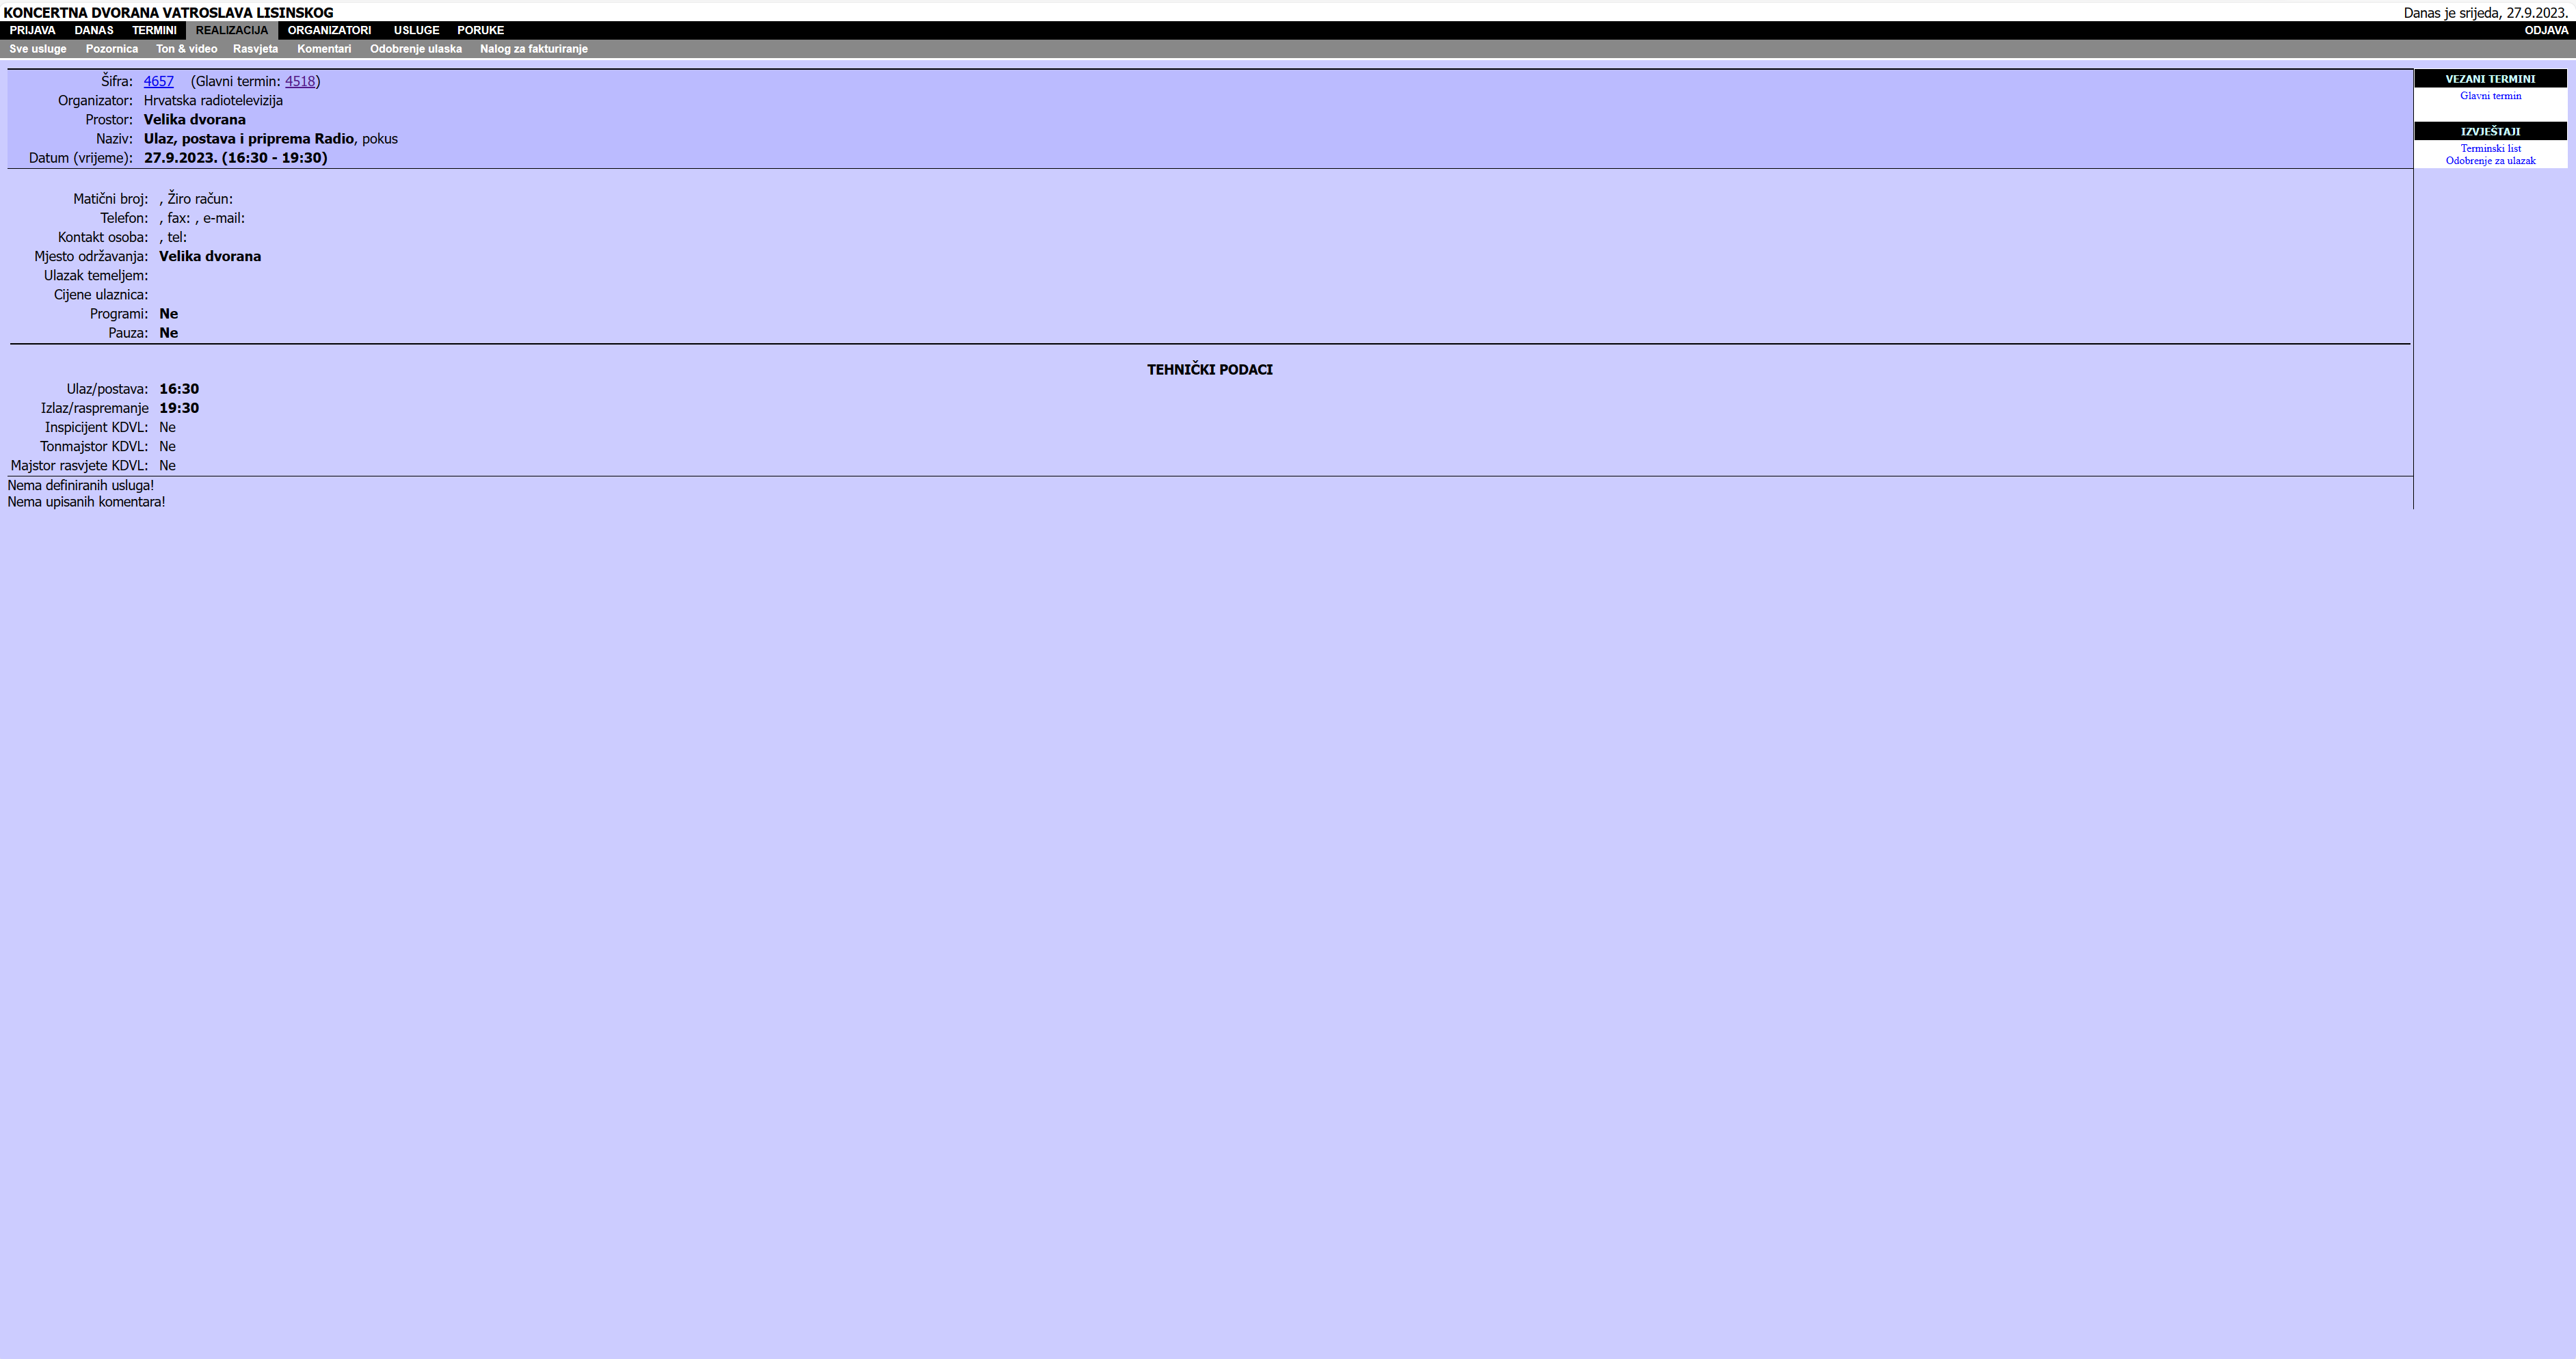 KONCERTNA DVORANA VATROSLAVA LISINSKOG
Danas je srijeda, 27.9.2023.
PRIJAVA DANAS TERMINI REALIZACIJA ORGANIZATORI USLUGE PORUKE ODJAVA
Sve usluge Pozornica Ton & video Rasvjeta Komentari Odobrenje ulaska Nalog za fakturiranje
Šifra: 4657 (Glavni termin: 4518)
Organizator: Hrvatska radiotelevizija
Prostor: Velika dvorana
Naziv: Ulaz, postava i priprema Radio, pokus
Datum (vrijeme): 27.9.2023. (16:30 - 19:30)
Matični broj: , Žiro račun:
Telefon: , fax: , e-mail:
Kontakt osoba: , tel:
Mjesto održavanja: Velika dvorana
Ulazak temeljem:
Cijene ulaznica:
Programi: Ne
Pauza: Ne
TEHNIČKI PODACI
Ulaz/postava: 16:30
Izlaz/raspremanje 19:30
Inspicijent KDVL: Ne
Tonmajstor KDVL: Ne
Majstor rasvjete KDVL: Ne
Nema definiranih usluga!
Nema upisanih komentara!
VEZANI TERMINI
Glavni termin
IZVJEŠTAJI
Terminski list
Odobrenje za ulazak